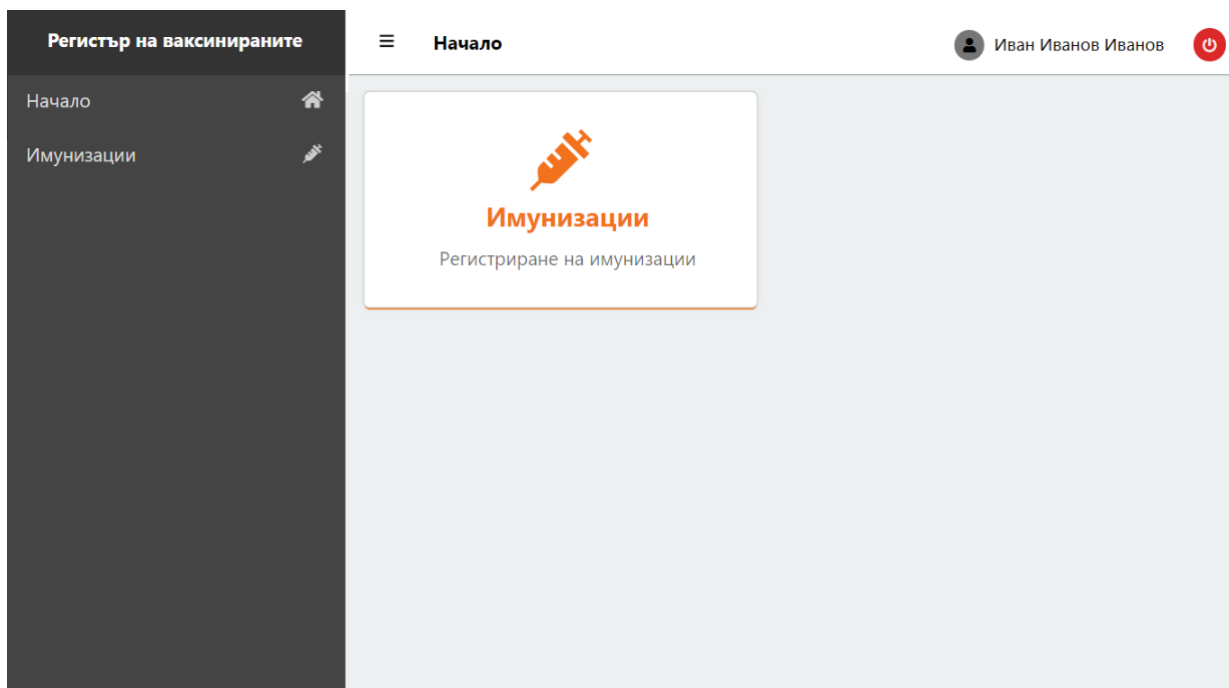 Регистър на ваксинираните
Начало
Иван Иванов Иванов
Начало
Имунизации
Имунизации
Регистриране на имунизации